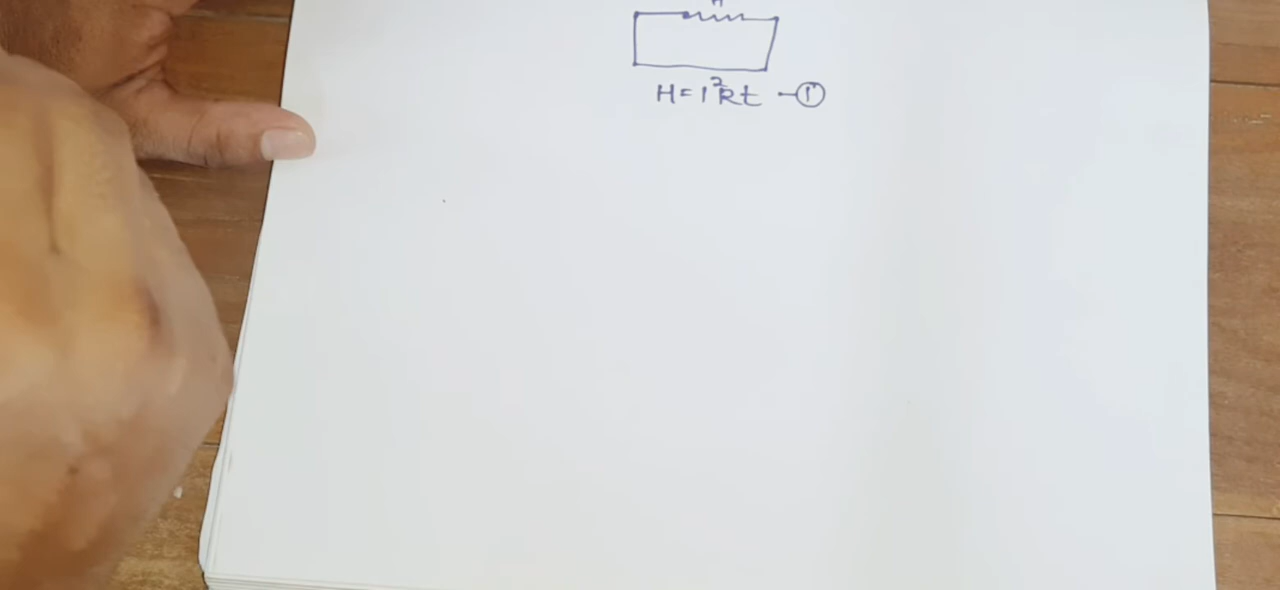 H = I²Rt —①